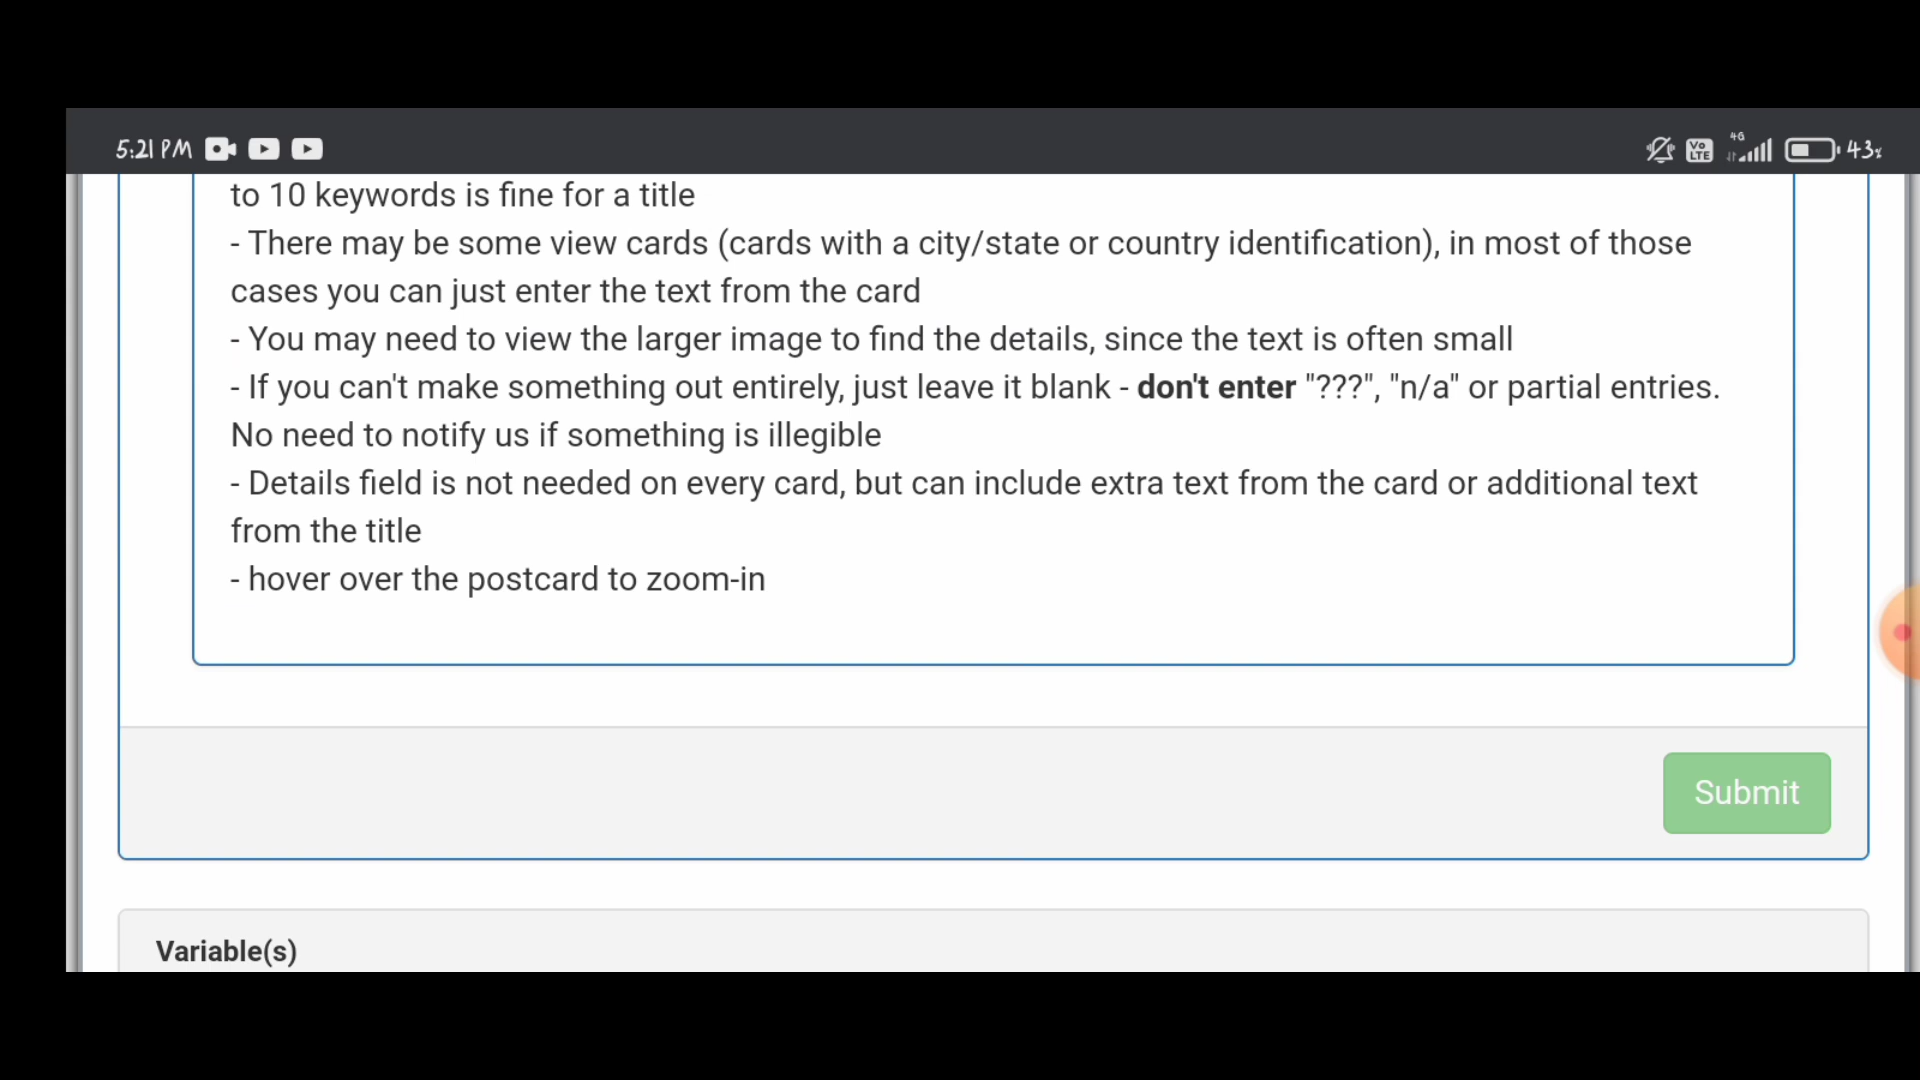 5:21 PM
4G
Vo
LTE
43%
to 10 keywords is fine for a title
- There may be some view cards (cards with a city/state or country identification), in most of those
cases you can just enter the text from the card
- You may need to view the larger image to find the details, since the text is often small
- If you can't make something out entirely, just leave it blank - don't enter "???", "n/a" or partial entries.
No need to notify us if something is illegible
- Details field is not needed on every card, but can include extra text from the card or additional text
from the title
- hover over the postcard to zoom-in
Submit
Variable(s)